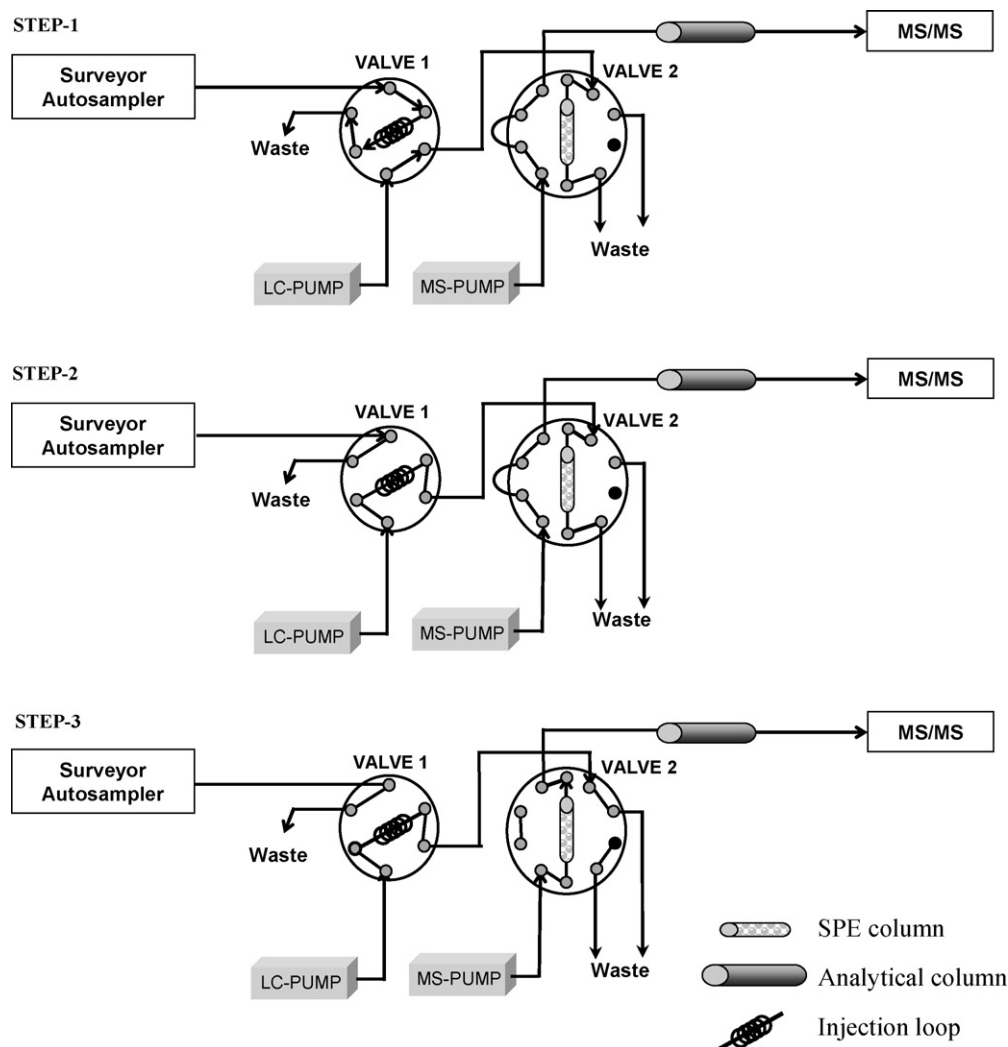 STEP-1
MS/MS
VALVE 1
VALVE 2
Surveyor
Autosampler
Waste
Waste
LC-PUMP
MS-PUMP
STEP-2
MS/MS
VALVE 1
VALVE 2
Surveyor
Autosampler
Waste
Waste
LC-PUMP
MS-PUMP
STEP-3
MS/MS
VALVE 1
VALVE 2
Surveyor
Autosampler
Waste
Waste
LC-PUMP
MS-PUMP
SPE column
Analytical column
Injection loop